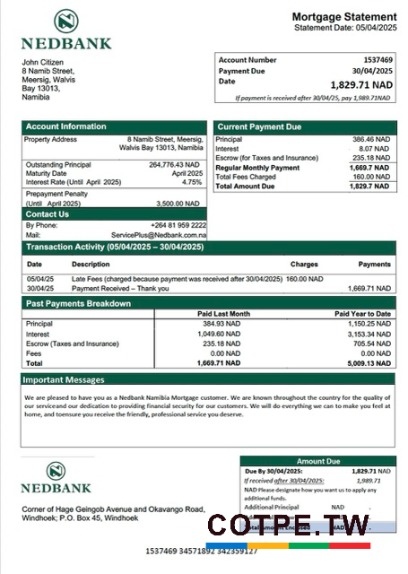 NEDBANK
Mortgage Statement
Statement Date: 05/04/2025
John Citizen
8 Namib Street,
Meersig, Walvis
Bay 13013,
Namibia
Account Number 1537469
Payment Due 30/04/2025
Date 1,829.71 NAD
If payment is received after 30/04/25, pay 1,989.71NAD
Account Information
Property Address 8 Namib Street, Meersig,
Walvis Bay 13013, Namibia
Outstanding Principal 264,776.43 NAD
Maturity Date April 2025
Interest Rate (Until April 2025) 4.75%
Prepayment Penalty
(Until April 2025) 3,500.00 NAD
Contact Us
By Phone: +264 81 959 2222
Mail: ServicePlus@Nedbank.com.na
Current Payment Due
Principal 386.46 NAD
Interest 8.07 NAD
Escrow (for Taxes and Insurance) 235.18 NAD
Regular Monthly Payment 1,669.7 NAD
Total Fees Charged 160.00 NAD
Total Amount Due 1,829.7 NAD
Transaction Activity (05/04/2025 – 30/04/2025)
Date Description Charges Payments
05/04/25 Late Fees (charged because payment was received after 30/04/2025) 160.00 NAD
30/04/25 Payment Received – Thank you 1,669.71 NAD
Past Payments Breakdown
Paid Last Month Paid Year to Date
Principal 384.93 NAD 1,150.25 NAD
Interest 1,049.60 NAD 3,153.34 NAD
Escrow (Taxes and Insurance) 235.18 NAD 705.54 NAD
Fees 0.00 NAD 0.00 NAD
Total 1,669.71 NAD 5,009.13 NAD
Important Messages
We are pleased to have you as a Nedbank Namibia Mortgage customer. We are known throughout the country for the quality of
our serviceand our dedication to providing financial security for our customers. We will do everything we can to make you feel at
home, and toensure you receive the friendly, professional service you deserve.
NEDBANK
Corner of Hage Geingob Avenue and Okavango Road,
Windhoek; P.O. Box 45, Windhoek
Amount Due
Due By 30/04/2025: 1,829.71 NAD
If received after 30/04/2025: 1,989.71
NAD Please designate how you want us to apply any
additional funds.
Additional Principal NAD
COTPE.TW
1537469 34571892 342359127